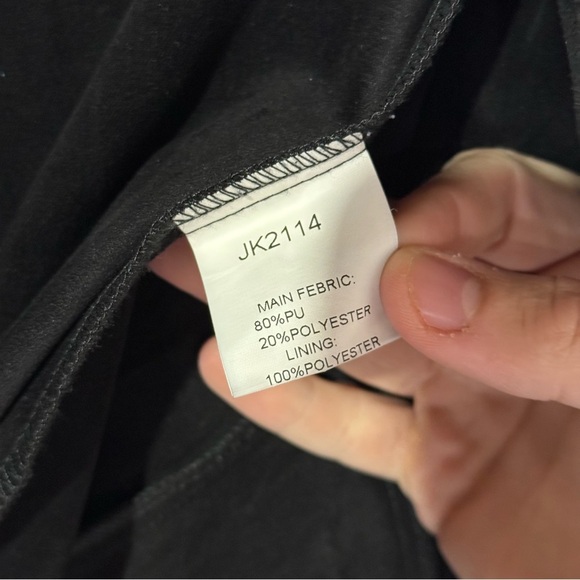 JK2114
MAIN FEBRIC:
80%PU
20%POLYESTER
LINING:
100%POLYESTER